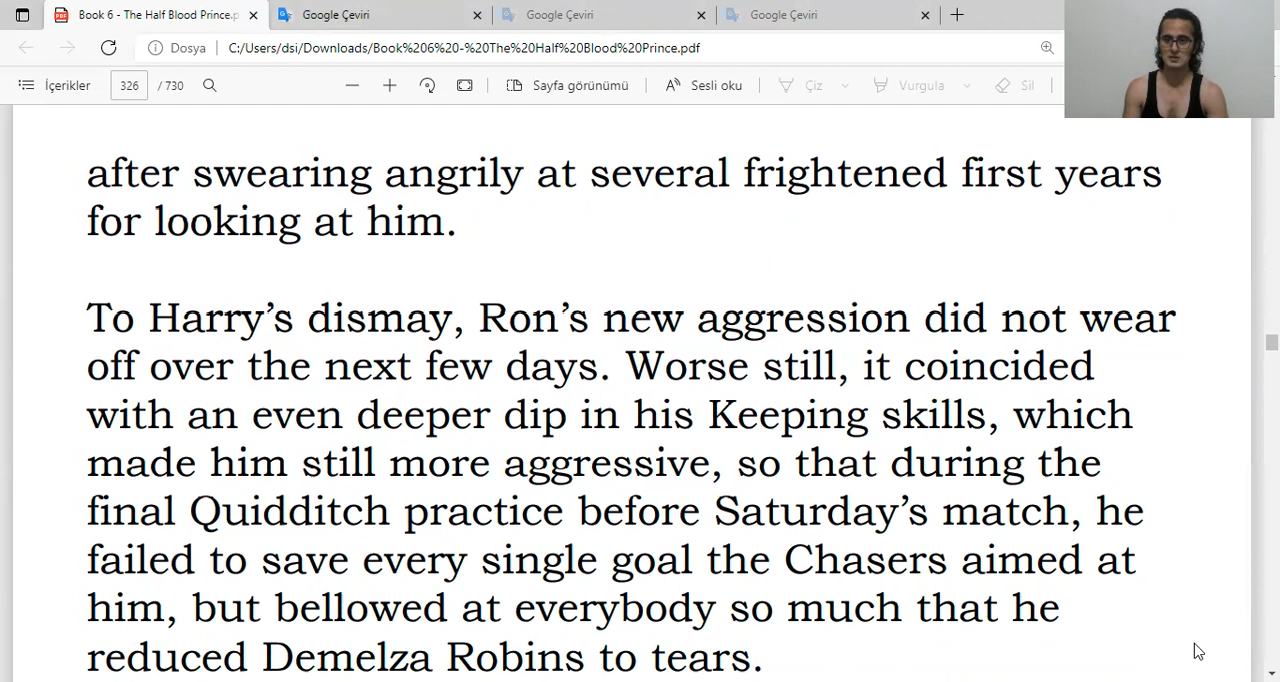 Book 6 - The Half Blood Prince.p
Google Çeviri
Google Çeviri
Google Çeviri
Dosya
C:/Users/dsi/Downloads/Book%206%20-%20The%20Half%20Blood%20Prince.pdf
İçerikler
326 / 730
Sayfa görünümü
Sesli oku
Çiz
Vurgula
Sil
after swearing angrily at several frightened first years
for looking at him.
To Harry’s dismay, Ron’s new aggression did not wear
off over the next few days. Worse still, it coincided
with an even deeper dip in his Keeping skills, which
made him still more aggressive, so that during the
final Quidditch practice before Saturday’s match, he
failed to save every single goal the Chasers aimed at
him, but bellowed at everybody so much that he
reduced Demelza Robins to tears.